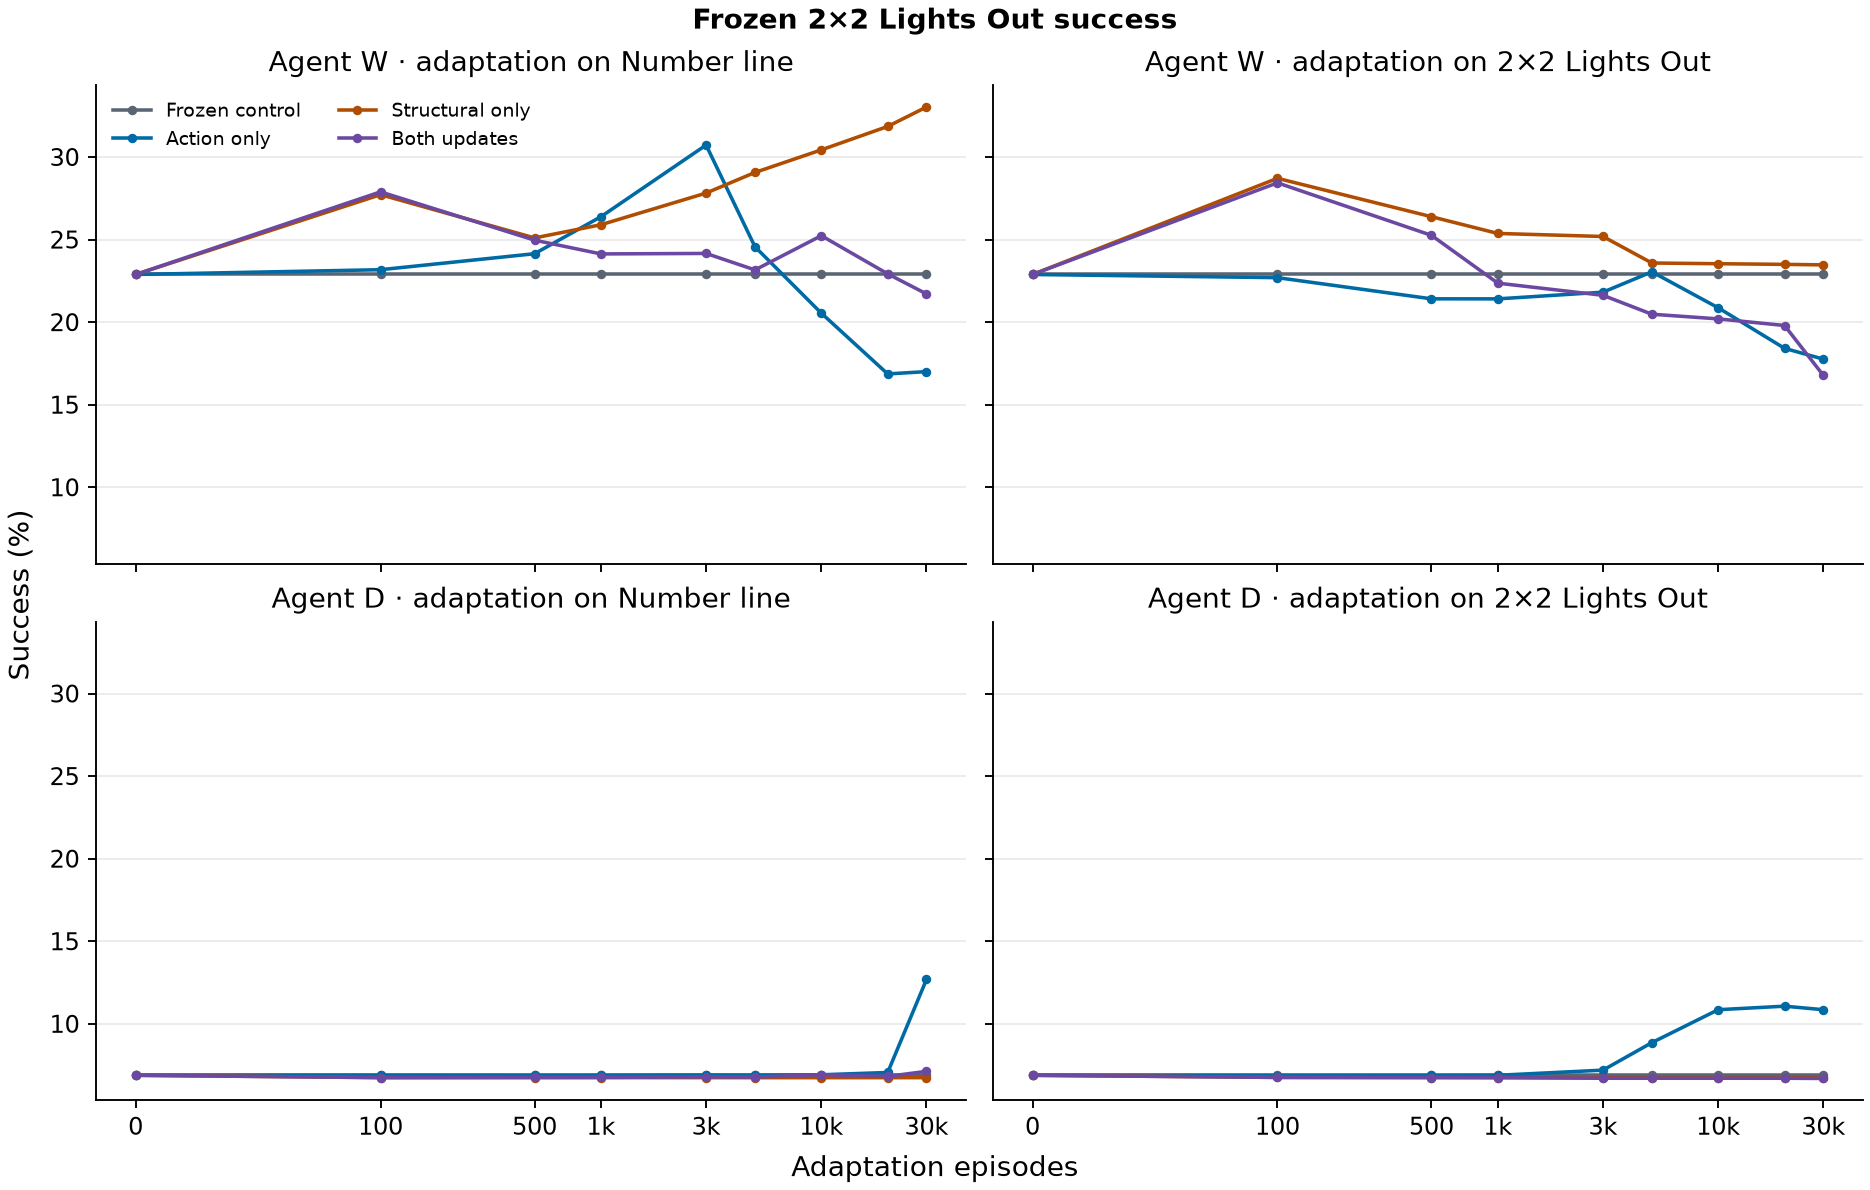 Frozen 2×2 Lights Out success
Agent W · adaptation on Number line
Agent W · adaptation on 2×2 Lights Out
Frozen control
Action only
Structural only
Both updates
30
25
20
15
10
Success (%)
Agent D · adaptation on Number line
Agent D · adaptation on 2×2 Lights Out
30
25
20
15
10
0 100 500 1k 3k 10k 30k
0 100 500 1k 3k 10k 30k
Adaptation episodes